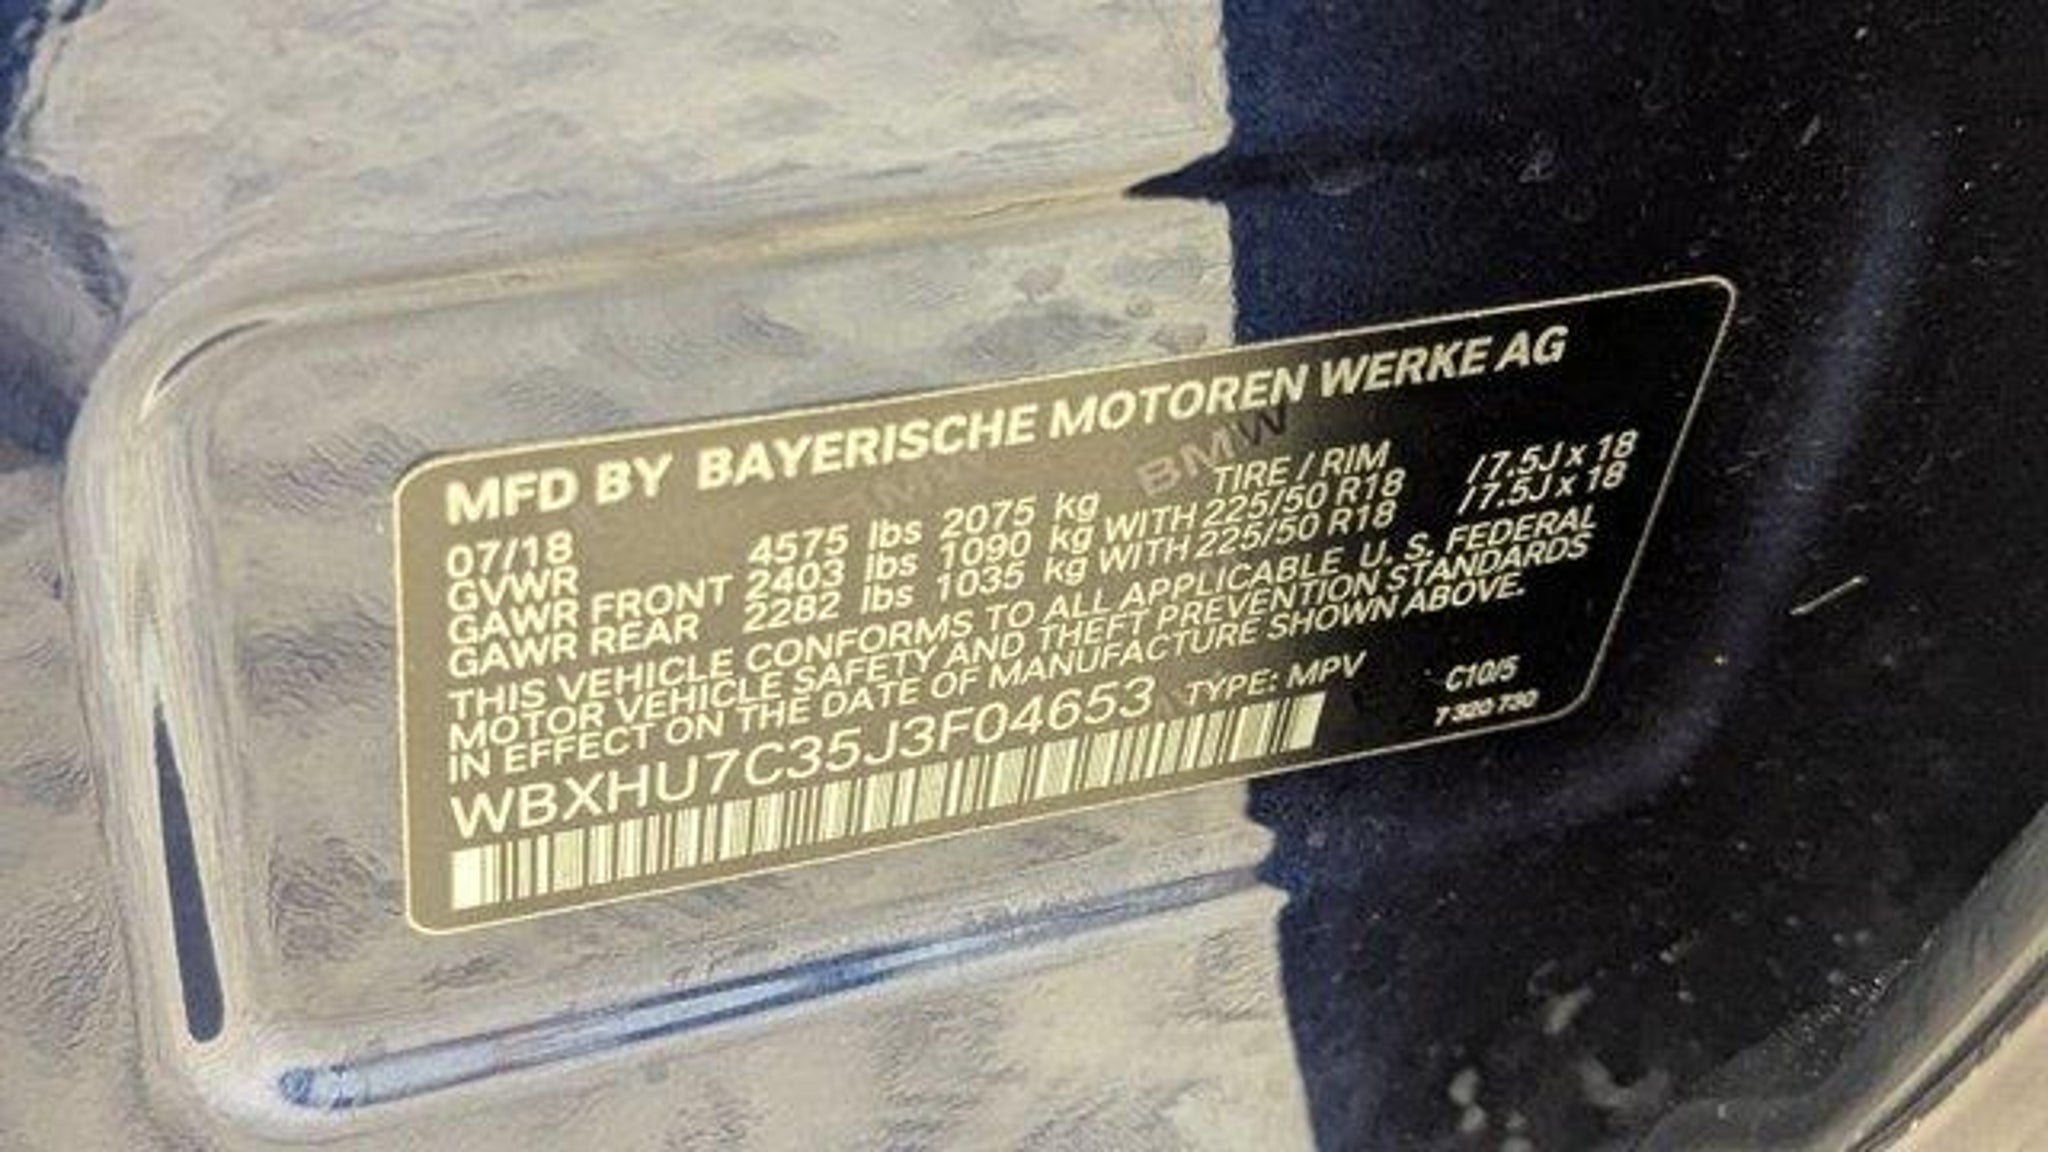 MFD BY BAYERISCHE MOTOREN WERKE AG
BMW
07/18 TIRE / RIM
GVWR 4575 lbs 2075 kg
GAWR FRONT 2403 lbs 1090 kg WITH 225/50 R18 / 7.5J x 18
GAWR REAR 2282 lbs 1035 kg WITH 225/50 R18 / 7.5J x 18
THIS VEHICLE CONFORMS TO ALL APPLICABLE U. S. FEDERAL
MOTOR VEHICLE SAFETY AND THEFT PREVENTION STANDARDS
IN EFFECT ON THE DATE OF MANUFACTURE SHOWN ABOVE.
WBXHU7C35J3F04653 TYPE: MPV C10/5
7 320 730